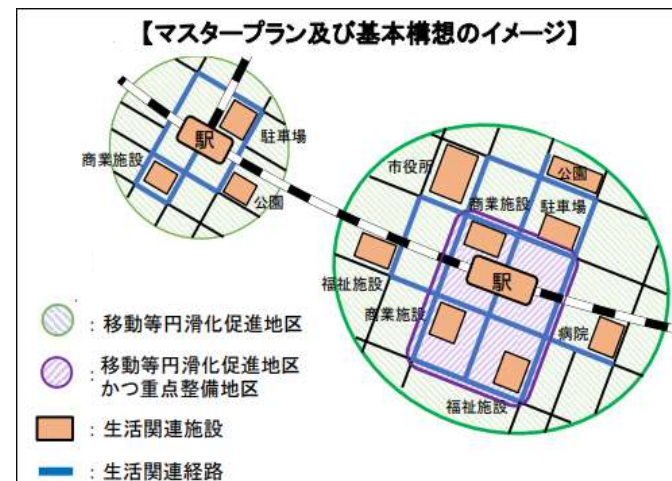 【マスタープラン及び基本構想のイメージ】
駅
駐車場
商業施設
公園
市役所
公園
商業施設
駐車場
福祉施設
駅
商業施設
病院
福祉施設
：移動等円滑化促進地区
：移動等円滑化促進地区
かつ重点整備地区
：生活関連施設
：生活関連経路